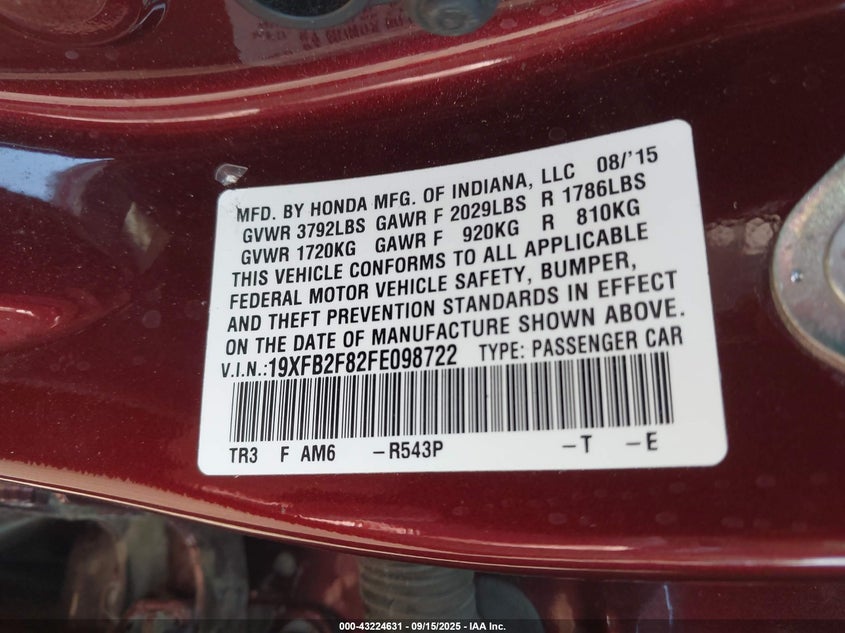 MFD. BY HONDA MFG. OF INDIANA, LLC 08/'15
GVWR 3792LBS GAWR F 2029LBS R 1786LBS
GVWR 1720KG GAWR F 920KG R 810KG
THIS VEHICLE CONFORMS TO ALL APPLICABLE
FEDERAL MOTOR VEHICLE SAFETY, BUMPER,
AND THEFT PREVENTION STANDARDS IN EFFECT
ON THE DATE OF MANUFACTURE SHOWN ABOVE.
V.I.N.:19XFB2F82FE098722 TYPE: PASSENGER CAR
TR3 F AM6 -R543P -T -E
000-43224631 - 09/15/2025 - IAA Inc.